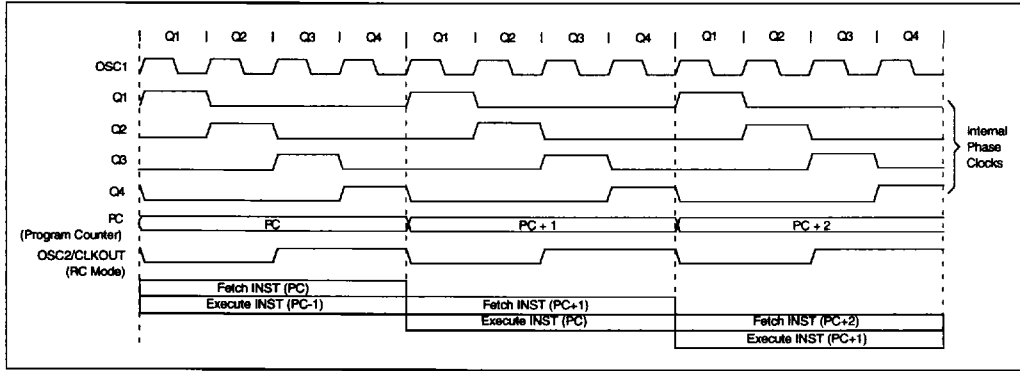 Q1 | Q2 | Q3 | Q4 | Q1 | Q2 | Q3 | Q4 | Q1 | Q2 | Q3 | Q4 |
OSC1
Q1
Q2
Q3
Q4
Internal
Phase
Clocks
PC
(Program Counter)
PC
PC + 1
PC + 2
OSC2/CLKOUT
(RC Mode)
Fetch INST (PC)
Execute INST (PC-1)
Fetch INST (PC+1)
Execute INST (PC)
Fetch INST (PC+2)
Execute INST (PC+1)